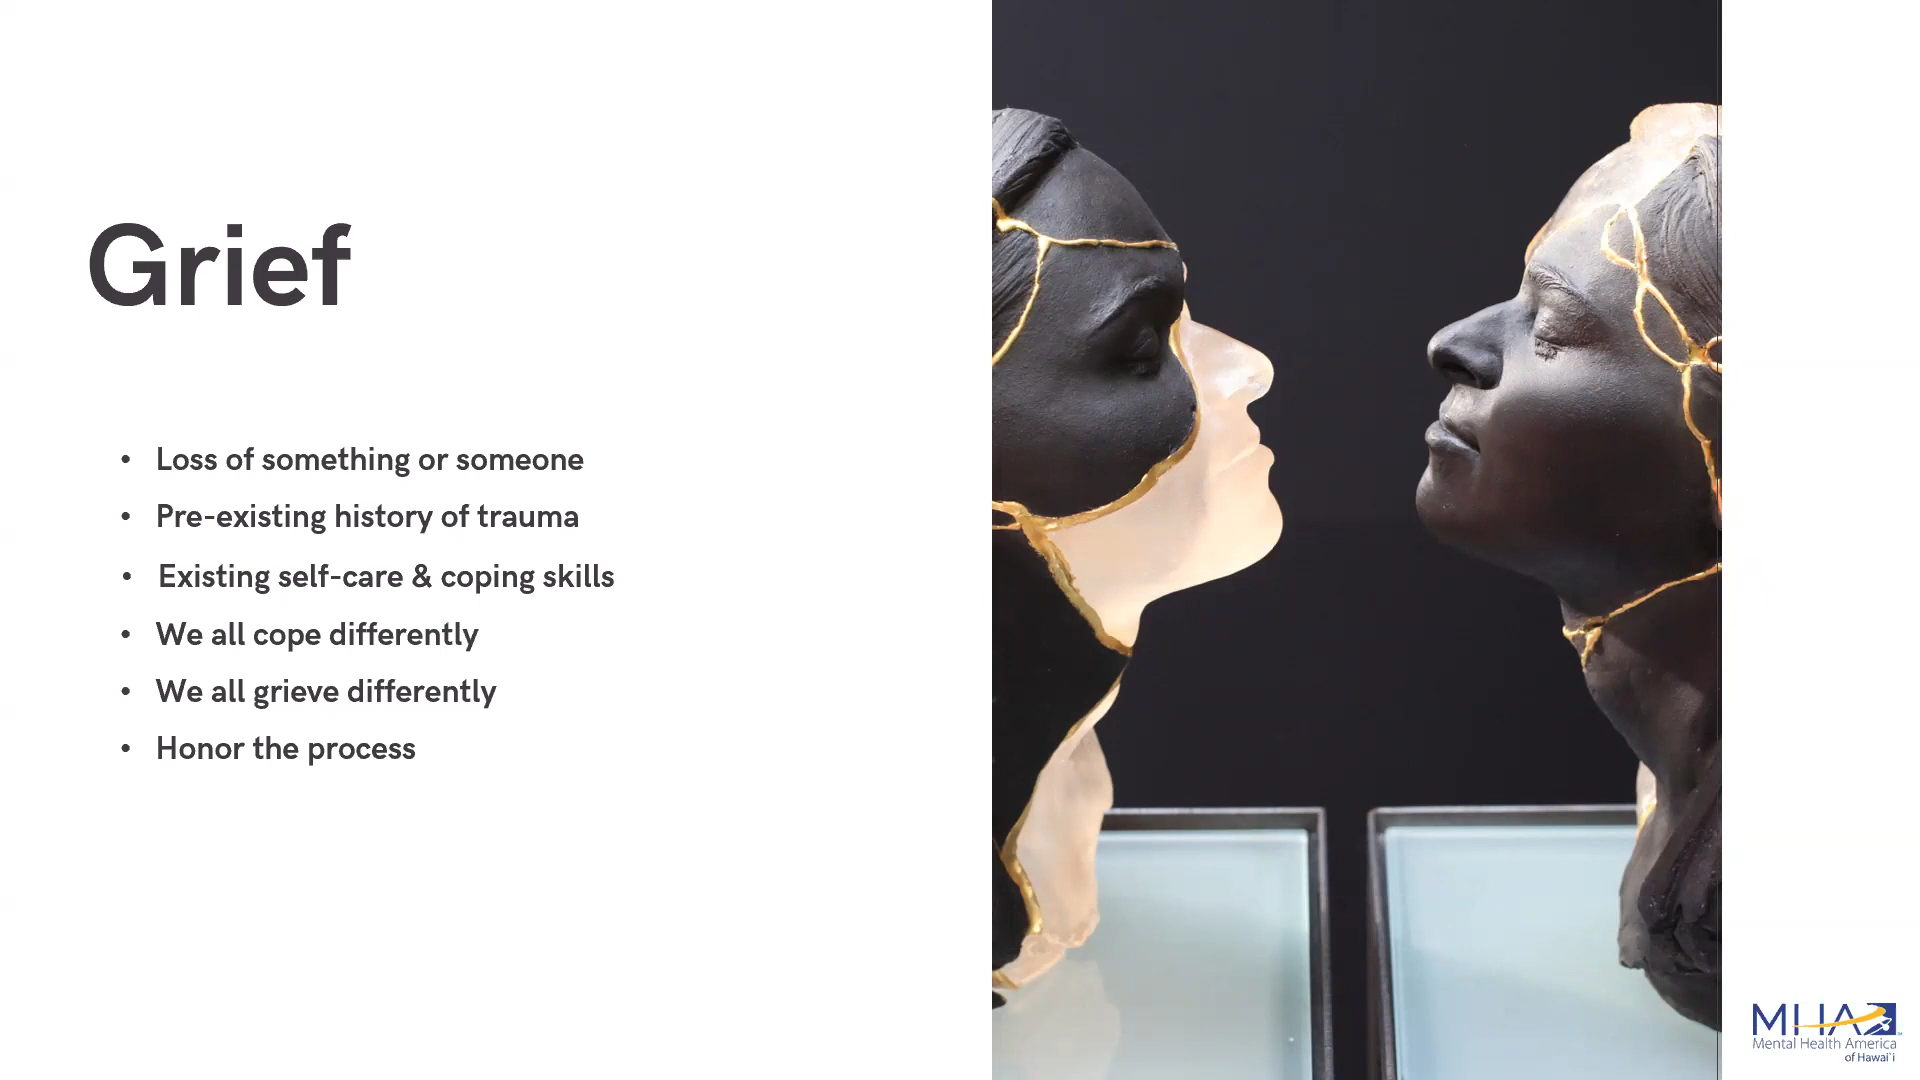 Grief
• Loss of something or someone
• Pre-existing history of trauma
• Existing self-care & coping skills
• We all cope differently
• We all grieve differently
• Honor the process
MHA
Mental Health America
of Hawai`i